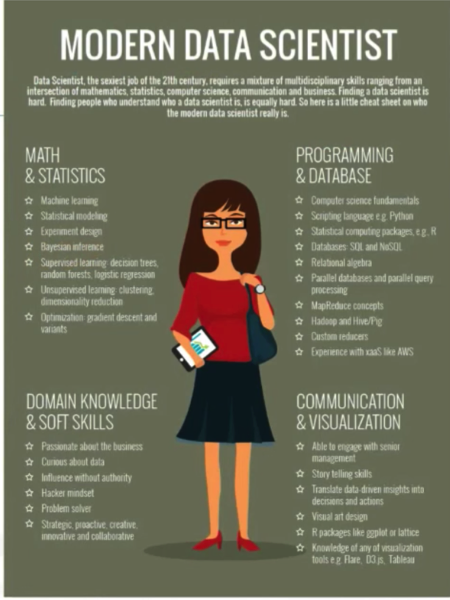 MODERN DATA SCIENTIST
Data Scientist, the sexiest job of the 21th century, requires a mixture of multidisciplinary skills ranging from an
intersection of mathematics, statistics, computer science, communication and business. Finding a data scientist is
hard. Finding people who understand who a data scientist is, is equally hard. So here is a little cheat sheet on who
the modern data scientist really is.
MATH
& STATISTICS
Machine learning
Statistical modeling
Experiment design
Bayesian inference
Supervised learning: decision trees,
random forests, logistic regression
Unsupervised learning: clustering,
dimensionality reduction
Optimization: gradient descent and
variants
PROGRAMMING
& DATABASE
Computer science fundamentals
Scripting language e.g. Python
Statistical computing packages, e.g., R
Databases: SQL and NoSQL
Relational algebra
Parallel databases and parallel query
processing
MapReduce concepts
Hadoop and Hive/Pig
Custom reducers
Experience with xaaS like AWS
DOMAIN KNOWLEDGE
& SOFT SKILLS
Passionate about the business
Curious about data
Influence without authority
Hacker mindset
Problem solver
Strategic, proactive, creative,
innovative and collaborative
COMMUNICATION
& VISUALIZATION
Able to engage with senior
management
Story telling skills
Translate data-driven insights into
decisions and actions
Visual art design
R packages like ggplot or lattice
Knowledge of any of visualization
tools e.g. Flare, D3.js, Tableau